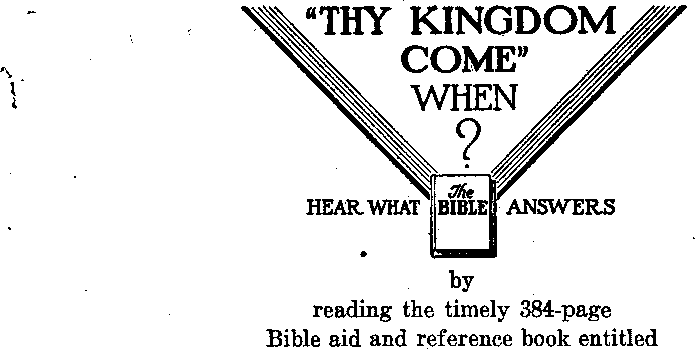 "THY KINGDOM
COME"
WHEN
?
HEAR WHAT The BIBLE ANSWERS
by
reading the timely 384-page
Bible aid and reference book entitled